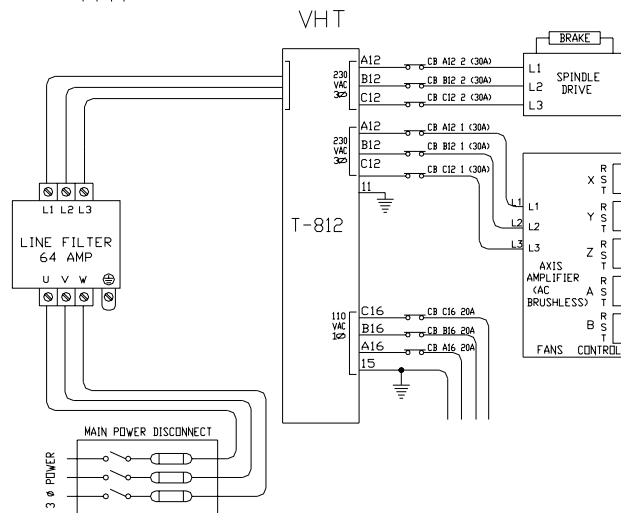 VHT
BRAKE
A12
CB A12 2 (30A)
L1
230
VAC
3Ø
B12
CB B12 2 (30A)
L2
SPINDLE
DRIVE
C12
CB C12 2 (30A)
L3
A12
CB A12 1 (30A)
230
VAC
3Ø
B12
CB B12 1 (30A)
C12
CB C12 1 (30A)
11
T-812
L1 L2 L3
LINE FILTER
64 AMP
U V W
L1 L1
L2 L2
L3 L3
AXIS
AMPLIFIER
(AC
BRUSHLESS)
X R S T
Y R S T
Z R S T
A R S T
B R S T
FANS CONTROL
110
VAC
1Ø
C16
CB C16 20A
B16
CB B16 20A
A16
CB A16 20A
15
MAIN POWER DISCONNECT
3 Ø POWER